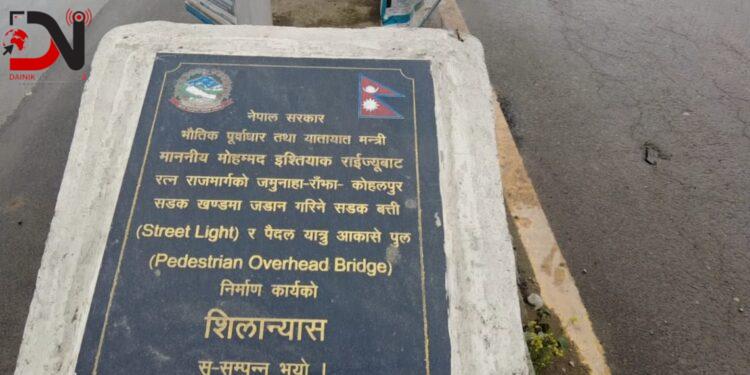 DN
DAINIK
नेपाल सरकार
भौतिक पूर्वाधार तथा यातायात मन्त्री
माननीय मोहम्मद इश्तियाक राईज्यूबाट
रत्न राजमार्गको जमुनाहा-राँझा- कोहलपुर
सडक खण्डमा जडान गरिने सडक बत्ती
(Street Light) र पैदल यात्रु आकासे पुल
(Pedestrian Overhead Bridge)
निर्माण कार्यको
शिलान्यास
सु-सम्पन्न भयो ।